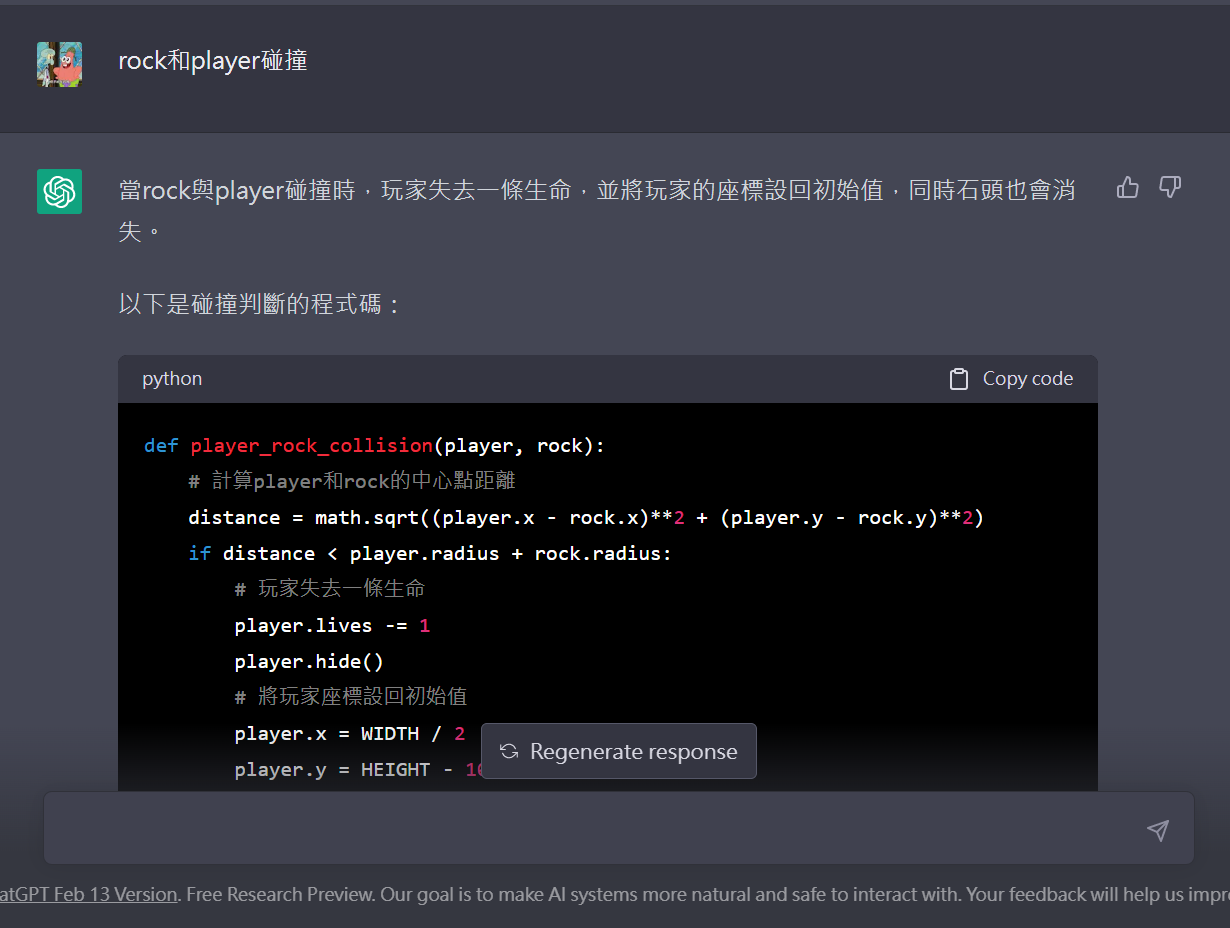 rock和player碰撞
當rock與player碰撞時，玩家失去一條生命，並將玩家的座標設回初始值，同時石頭也會消
失。
以下是碰撞判斷的程式碼：
python
Copy code
def player_rock_collision(player, rock):
# 計算player和rock的中心點距離
distance = math.sqrt((player.x - rock.x)**2 + (player.y - rock.y)**2)
if distance < player.radius + rock.radius:
# 玩家失去一條生命
player.lives -= 1
player.hide()
# 將玩家座標設回初始值
player.x = WIDTH / 2
Regenerate response
player.y = HEIGHT -
atGPT Feb 13 Version. Free Research Preview. Our goal is to make AI systems more natural and safe to interact with. Your feedback will help us impr